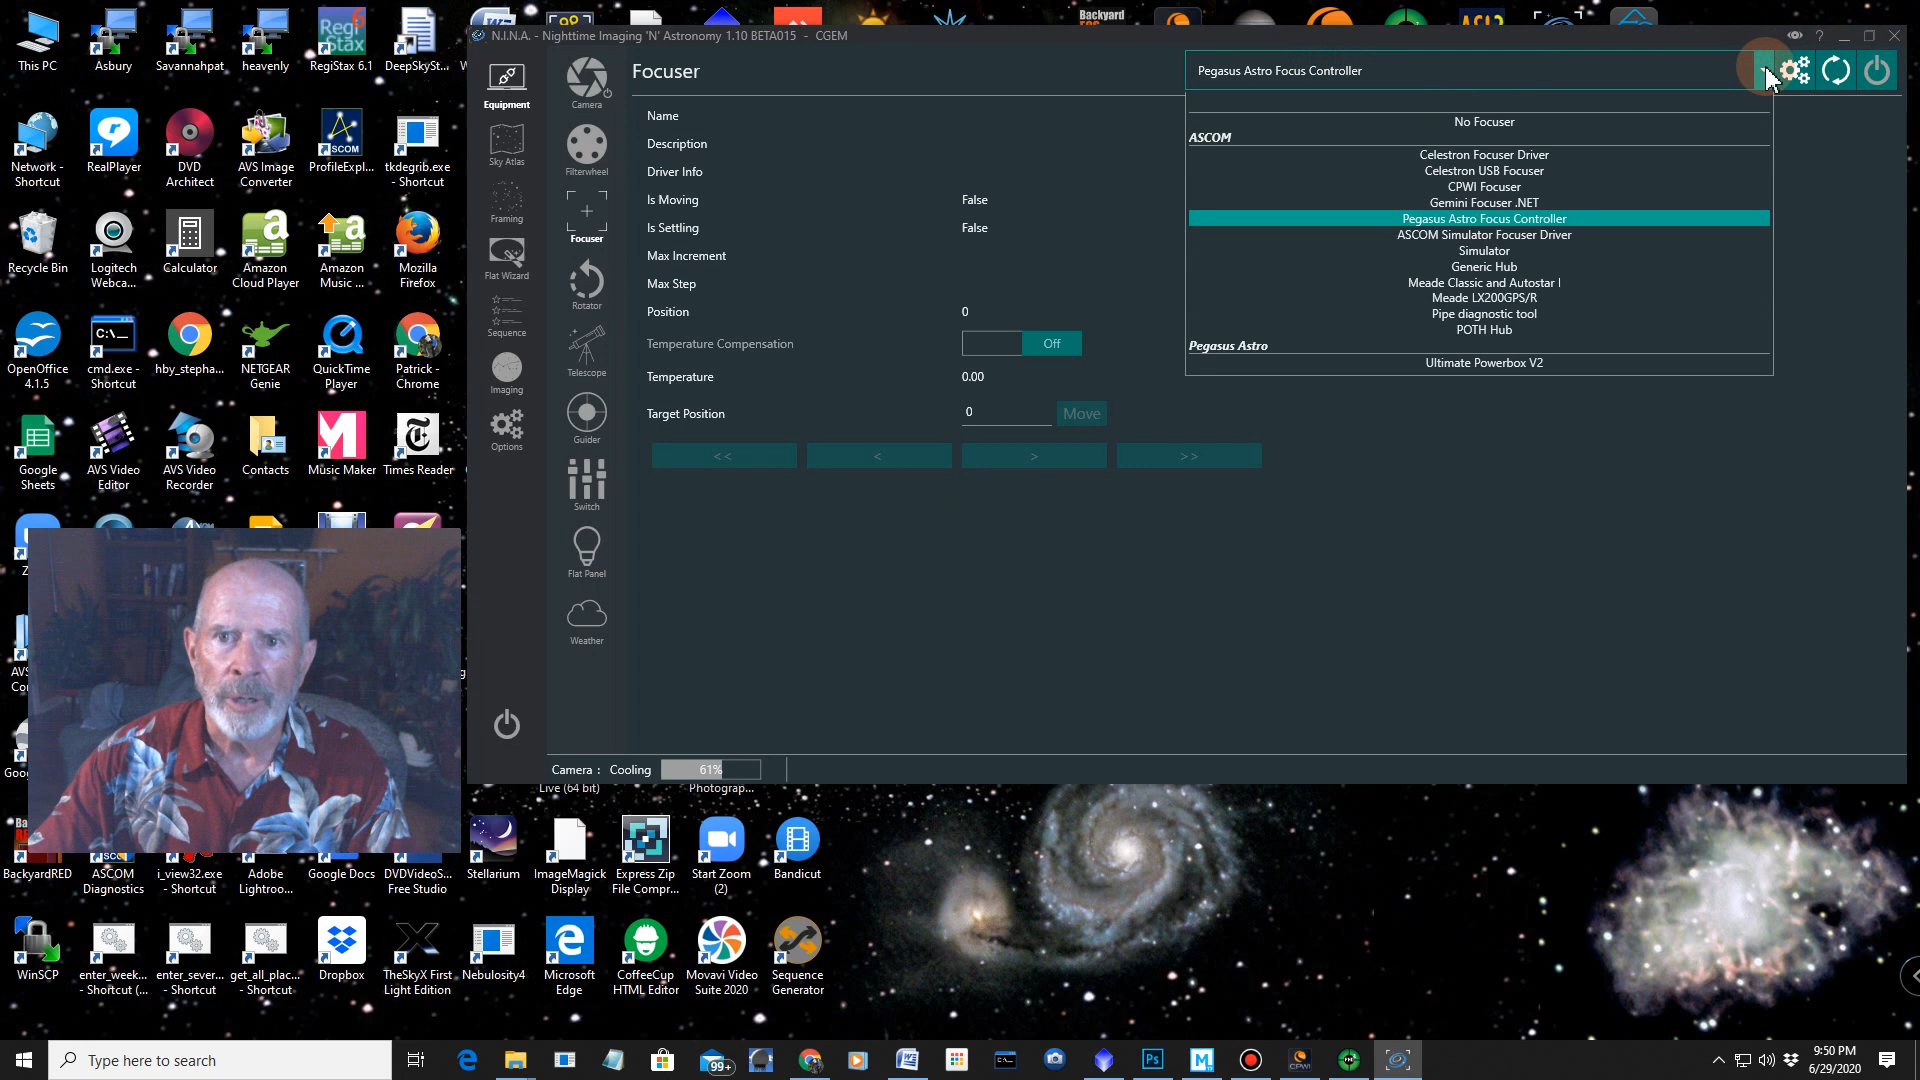 This PC
Asbury
Savannahpat
heavenly
RegiStax 6.1
DeepSkySt...
Network - Shortcut
RealPlayer
DVD Architect
AVS Image Converter
ProfileExpl...
tkdegrib.exe - Shortcut
Recycle Bin
Logitech Webca...
Calculator
Amazon Cloud Player
Amazon Music ...
Mozilla Firefox
OpenOffice 4.1.5
cmd.exe - Shortcut
hby_stepha...
NETGEAR Genie
QuickTime Player
Patrick - Chrome
Google Sheets
AVS Video Editor
AVS Video Recorder
Contacts
Music Maker
Times Reader
N.I.N.A. - Nighttime Imaging 'N' Astronomy 1.10 BETA015 - CGEM
Equipment
Sky Atlas
Framing
Flat Wizard
Sequence
Imaging
Options
Camera
Filterwheel
Focuser
Rotator
Telescope
Guider
Switch
Flat Panel
Weather
Focuser
Name
Description
Driver Info
Is Moving False
Is Settling False
Max Increment
Max Step
Position 0
Temperature Compensation Off
Temperature 0.00
Target Position 0 Move
<< < > >>
Pegasus Astro Focus Controller
No Focuser
ASCOM
Celestron Focuser Driver
Celestron USB Focuser
CPWI Focuser
Gemini Focuser .NET
Pegasus Astro Focus Controller
ASCOM Simulator Focuser Driver
Simulator
Generic Hub
Meade Classic and Autostar I
Meade LX200GPS/R
Pipe diagnostic tool
POTH Hub
Pegasus Astro
Ultimate Powerbox V2
Camera : Cooling 61%
Live (64 bit)
Photograp...
BackyardRED
ASCOM Diagnostics
i_view32.exe - Shortcut
Adobe Lightroo...
Google Docs
DVDVideoS... Free Studio
Stellarium
ImageMagick Display
Express Zip File Compr...
Start Zoom (2)
Bandicut
WinSCP
enter_week... - Shortcut (...
enter_sever... - Shortcut
get_all_plac... - Shortcut
Dropbox
TheSkyX First Light Edition
Nebulosity4
Microsoft Edge
CoffeeCup HTML Editor
Movavi Video Suite 2020
Sequence Generator
Type here to search
99+
9:50 PM
6/29/2020